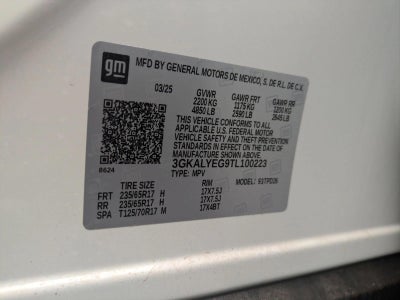 gm
MFD BY GENERAL MOTORS DE MEXICO, S. DE R.L. DE C.V.
03/25 GVWR GAWR FRT GAWR RR
2200 KG 1175 KG 1200 KG
4850 LB 2590 LB 2645 LB
THIS VEHICLE CONFORMS TO ALL
APPLICABLE U.S. FEDERAL MOTOR
VEHICLE SAFETY AND THEFT PREVENTION
STANDARDS IN EFFECT ON THE DATE OF
MANUFACTURE SHOWN ABOVE.
3GKALYEG9TL100223
8624 TYPE: MPV MODEL:
TIRE SIZE RIM
FRT 235/65R17 H 17X7.5J
RR 235/65R17 H 17X7.5J
SPA T125/70R17 M 17X4BT